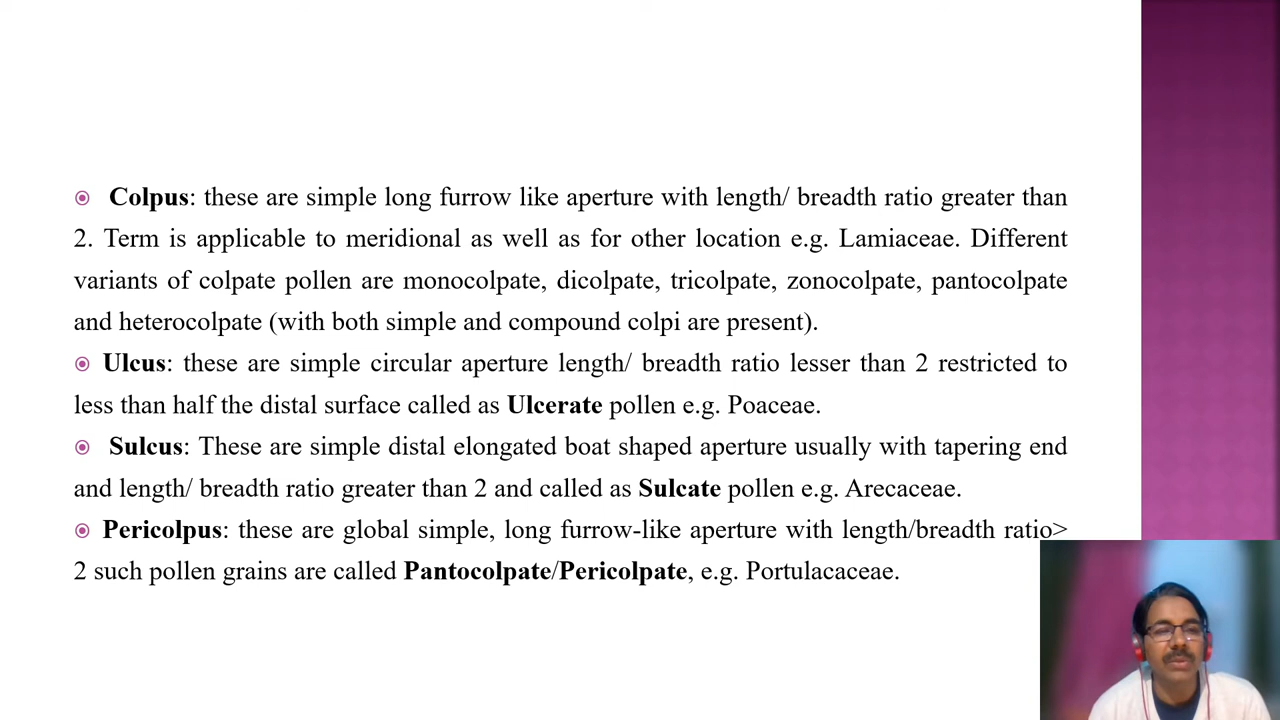 Colpus: these are simple long furrow like aperture with length/ breadth ratio greater than
2. Term is applicable to meridional as well as for other location e.g. Lamiaceae. Different
variants of colpate pollen are monocolpate, dicolpate, tricolpate, zonocolpate, pantocolpate
and heterocolpate (with both simple and compound colpi are present).
Ulcus: these are simple circular aperture length/ breadth ratio lesser than 2 restricted to
less than half the distal surface called as Ulcerate pollen e.g. Poaceae.
Sulcus: These are simple distal elongated boat shaped aperture usually with tapering end
and length/ breadth ratio greater than 2 and called as Sulcate pollen e.g. Arecaceae.
Pericolpus: these are global simple, long furrow-like aperture with length/breadth ratio>
2 such pollen grains are called Pantocolpate/Pericolpate, e.g. Portulacaceae.